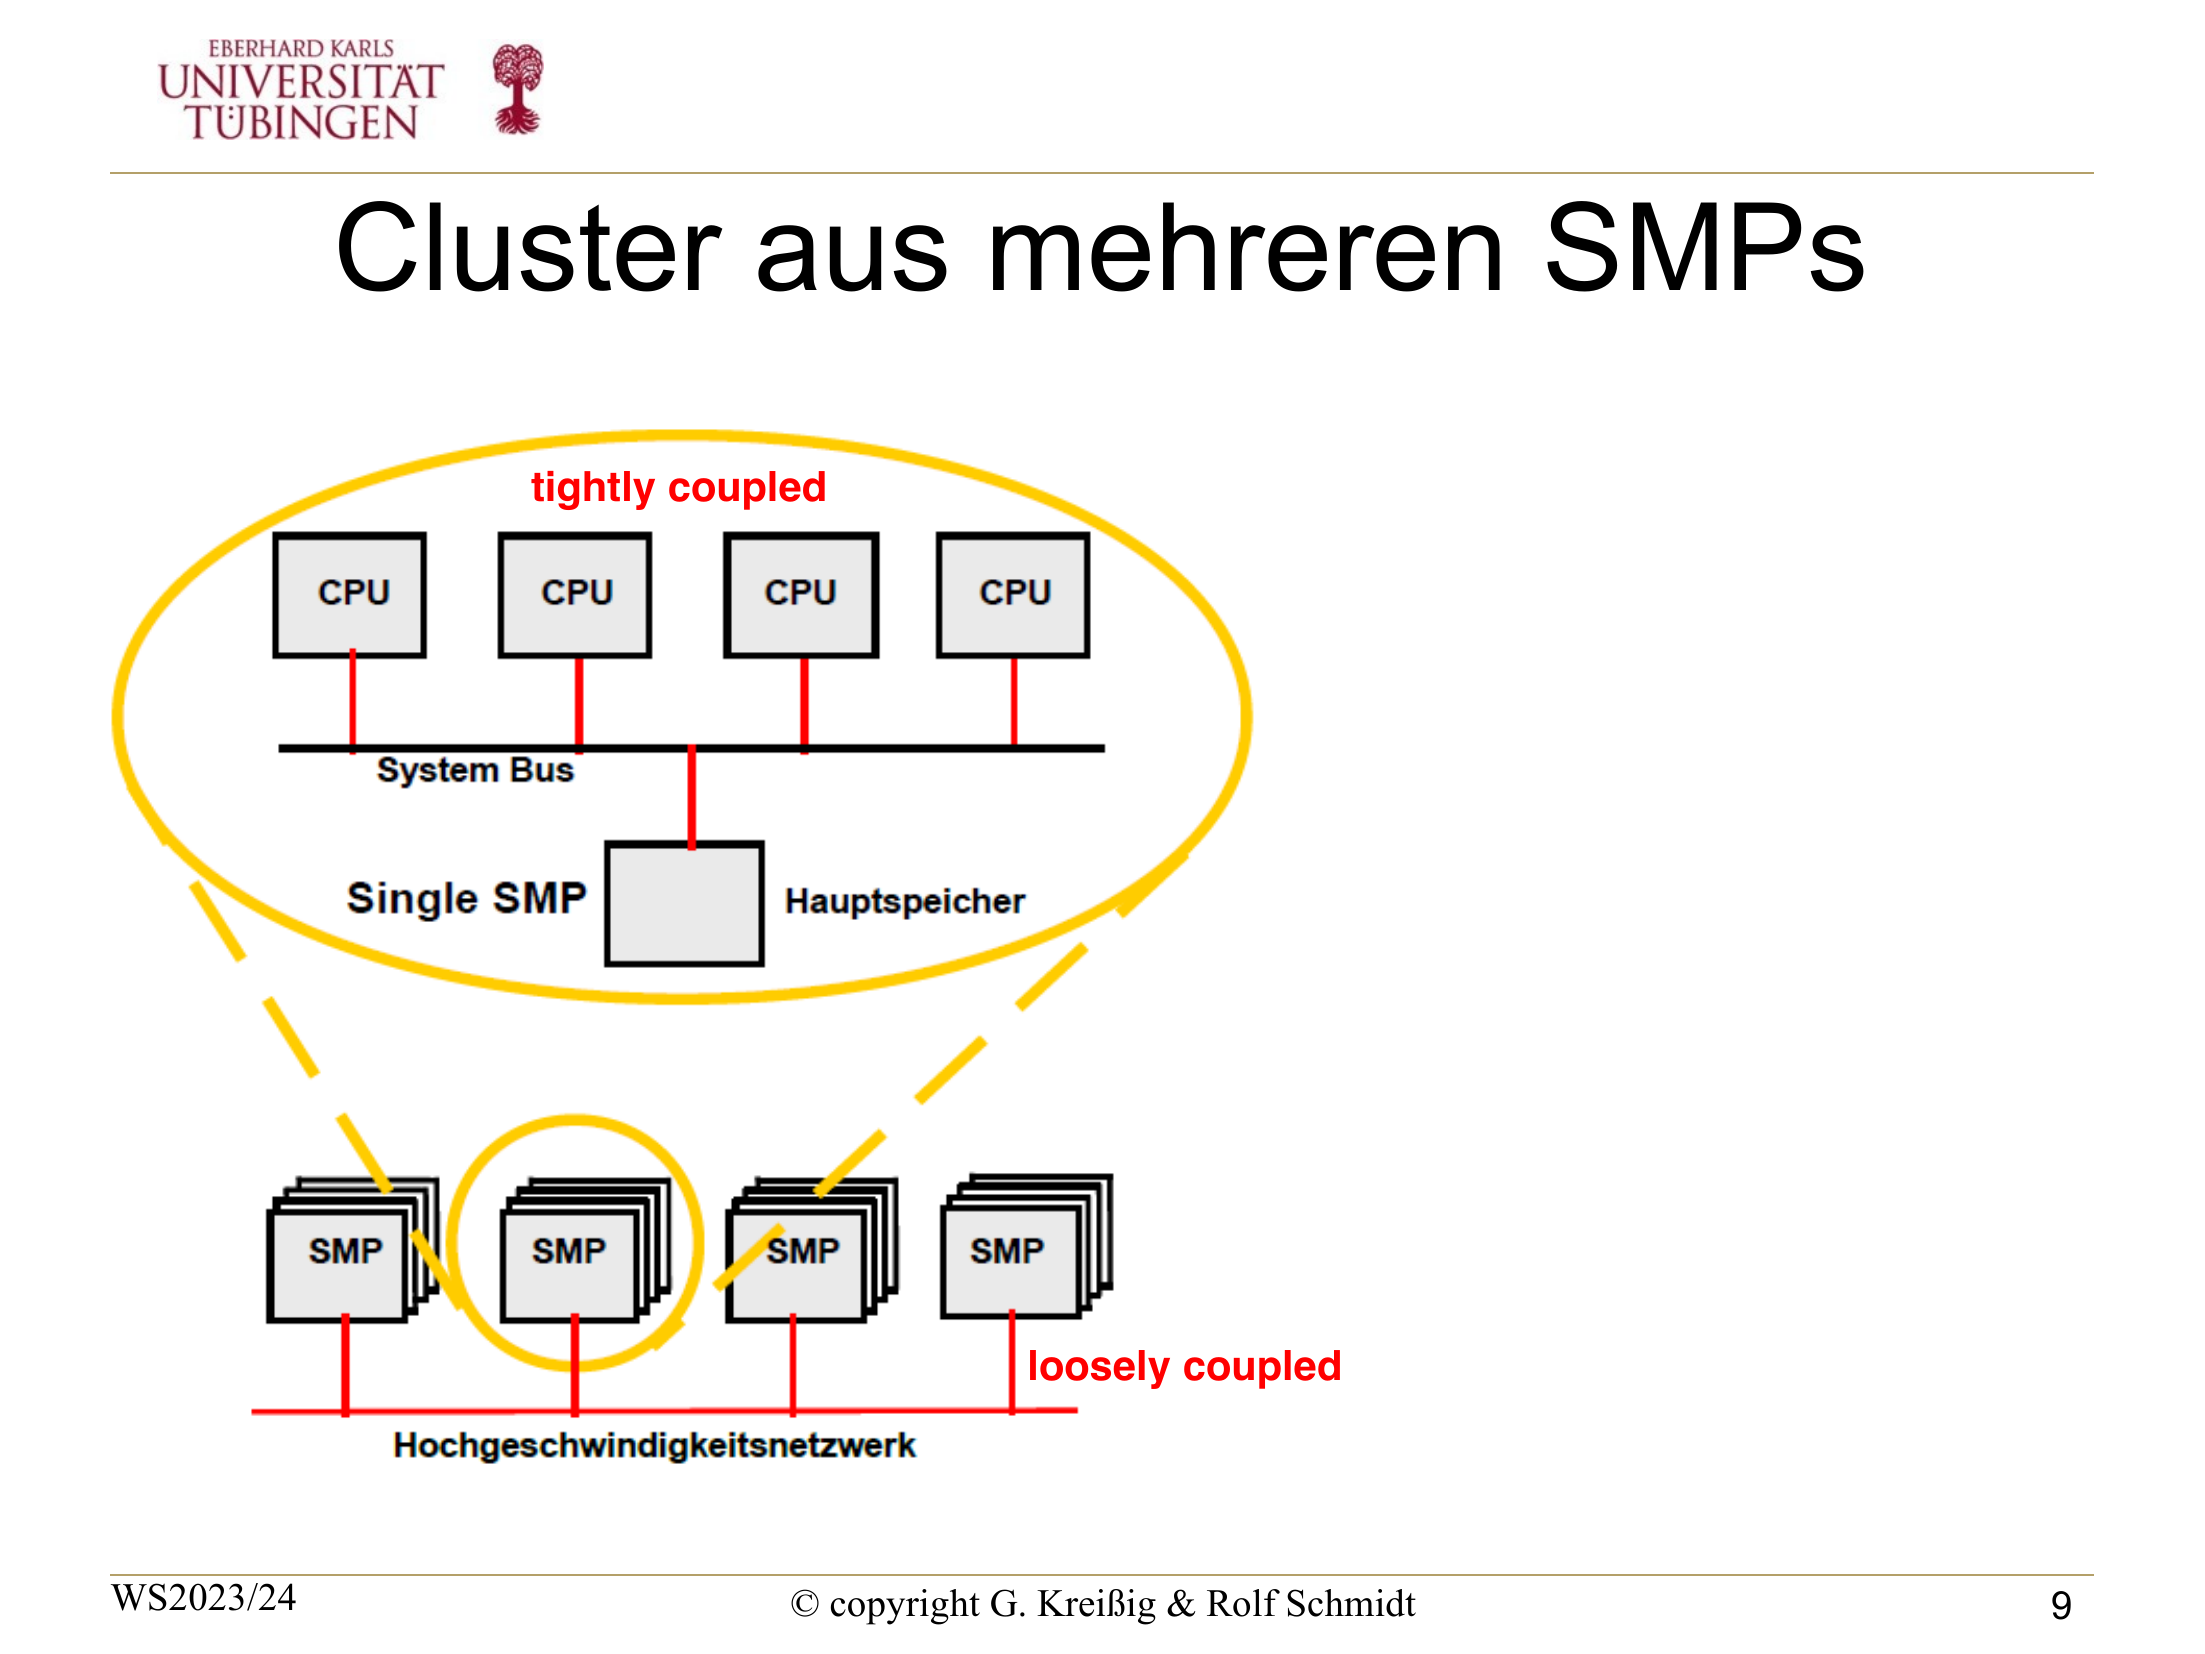 EBERHARD KARLS
UNIVERSITÄT
TÜBINGEN
Cluster aus mehreren SMPs
tightly coupled
CPU CPU CPU CPU
System Bus
Single SMP Hauptspeicher
SMP SMP SMP SMP
loosely coupled
Hochgeschwindigkeitsnetzwerk
WS2023/24 © copyright G. Kreißig & Rolf Schmidt 9